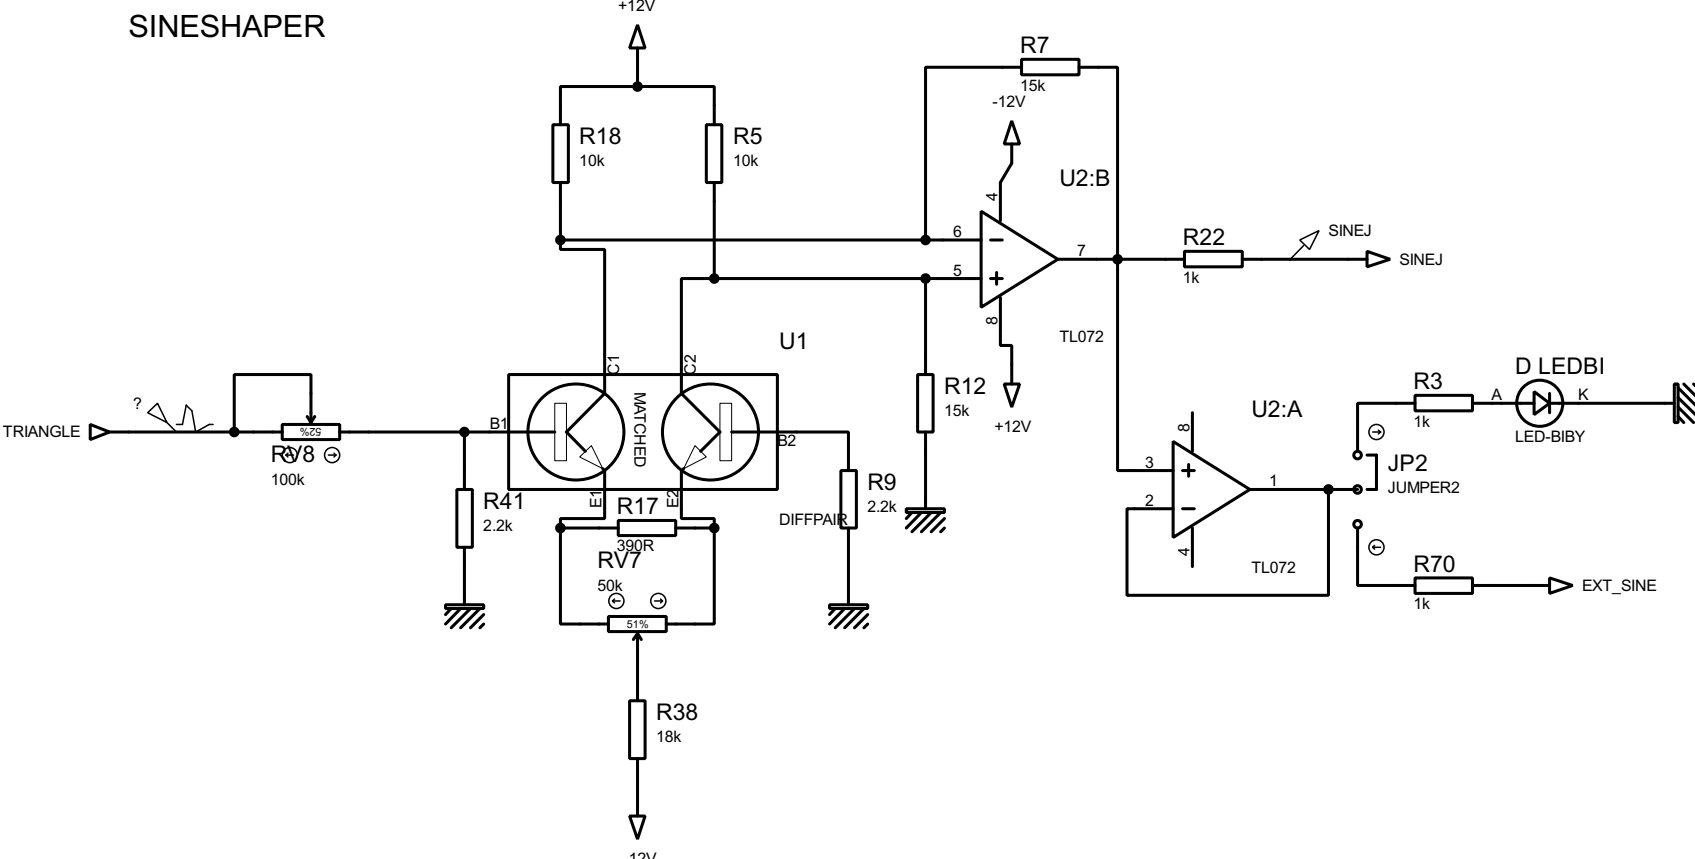 SINESHAPER
+12V
R7
15k
-12V
R18
10k
R5
10k
U2:B
4
6
7
5
8
R22
1k
SINEJ
SINEJ
TL072
+12V
U1
C1
C2
MATCHED
?
TRIANGLE
52%
RV8
100k
B1
B2
R12
15k
D LEDBI
R3
1k
A
K
LED-BIBY
U2:A
8
3
2
1
4
TL072
JP2
JUMPER2
R41
2.2k
E1
E2
R17
390R
DIFFPAIR
R9
2.2k
RV7
50k
51%
R70
1k
EXT_SINE
R38
18k
12V